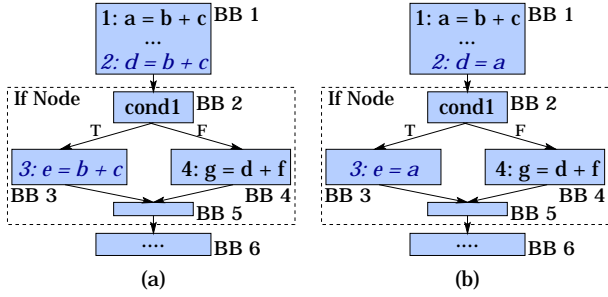 1: a = b + c
...
2: d = b + c
BB 1
If Node
cond1
BB 2
T
F
3: e = b + c
BB 3
4: g = d + f
BB 4
BB 5
....
BB 6
(a)
1: a = b + c
...
2: d = a
BB 1
If Node
cond1
BB 2
T
F
3: e = a
BB 3
4: g = d + f
BB 4
BB 5
....
BB 6
(b)